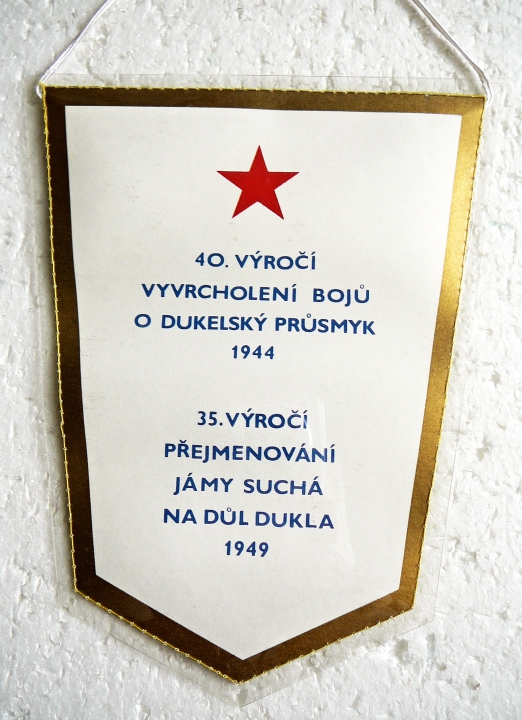 40. VÝROČÍ
VYVRCHOLENÍ BOJŮ
O DUKELSKÝ PRŮSMYK
1944
35. VÝROČÍ
PŘEJMENOVÁNÍ
JÁMY SUCHÁ
NA DŮL DUKLA
1949